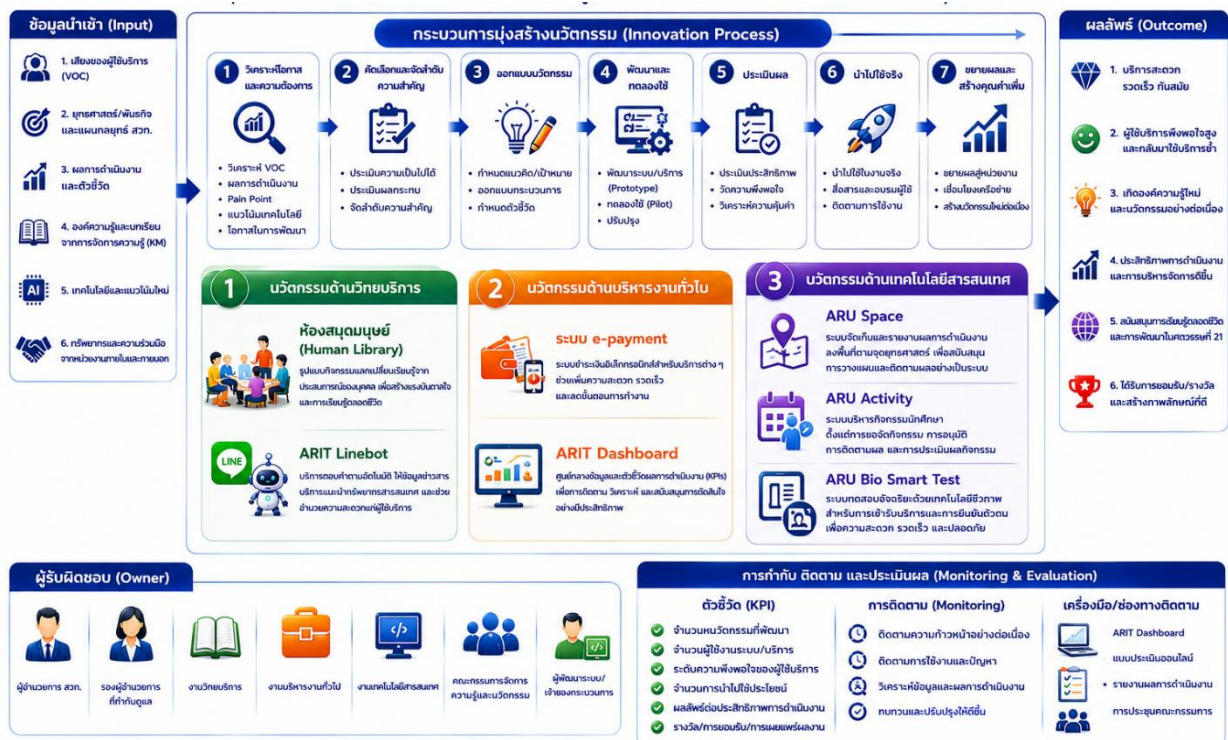 ข้อมูลนำเข้า (Input)
1. เสียงของผู้ใช้บริการ
(VOC)
2. ยุทธศาสตร์/พันธกิจ
และแผนกลยุทธ์ สวท.
3. ผลการดำเนินงาน
และตัวชี้วัด
4. องค์ความรู้และบทเรียน
จากการจัดการความรู้ (KM)
AI
5. เทคโนโลยีและแนวโน้มใหม่
6. ทรัพยากรและความร่วมมือ
จากหน่วยงานภายในและภายนอก
กระบวนการมุ่งสร้างนวัตกรรม (Innovation Process)
1
วิเคราะห์โอกาส
และความต้องการ
• วิเคราะห์ VOC
• ผลการดำเนินงาน
• Pain Point
• แนวโน้มเทคโนโลยี
• โอกาสในการพัฒนา
2
คัดเลือกและจัดลำดับ
ความสำคัญ
• ประเมินความเป็นไปได้
• ประเมินผลกระทบ
• จัดลำดับความสำคัญ
3
ออกแบบนวัตกรรม
• กำหนดแนวคิด/เป้าหมาย
• ออกแบบกระบวนการ
• กำหนดตัวชี้วัด
4
พัฒนาและ
ทดลองใช้
• พัฒนาระบบ/บริการ
(Prototype)
• ทดลองใช้ (Pilot)
• ปรับปรุง
5
ประเมินผล
• ประเมินประสิทธิภาพ
• วัดความพึงพอใจ
• วิเคราะห์ความคุ้มค่า
6
นำไปใช้จริง
• นำไปใช้ในงานจริง
• สื่อสารและอบรมผู้ใช้
• ติดตามการใช้งาน
7
ขยายผลและ
สร้างคุณค่าเพิ่ม
• ขยายผลสู่หน่วยงาน
• เชื่อมโยงเครือข่าย
• สร้างนวัตกรรมใหม่ต่อเนื่อง
1
นวัตกรรมด้านวิทยบริการ
ห้องสมุดมนุษย์
(Human Library)
รูปแบบกิจกรรมแลกเปลี่ยนเรียนรู้จาก
ประสบการณ์ของบุคคล เพื่อสร้างแรงบันดาลใจ
และการเรียนรู้ตลอดชีวิต
LINE
ARIT Linebot
บริการตอบคำถามอัตโนมัติ ให้ข้อมูลข่าวสาร
บริการแนะนำทรัพยากรสารสนเทศ และช่วย
อำนวยความสะดวกแก่ผู้ใช้บริการ
2
นวัตกรรมด้านบริหารงานทั่วไป
ระบบ e-payment
ระบบชำระเงินอิเล็กทรอนิกส์สำหรับบริการต่าง ๆ
ช่วยเพิ่มความสะดวก รวดเร็ว
และลดขั้นตอนการทำงาน
ARIT Dashboard
ศูนย์กลางข้อมูลและตัวชี้วัดผลการดำเนินงาน (KPIs)
เพื่อการติดตาม วิเคราะห์ และสนับสนุนการตัดสินใจ
อย่างมีประสิทธิภาพ
3
นวัตกรรมด้านเทคโนโลยีสารสนเทศ
ARU Space
ระบบจัดเก็บและรายงานผลการดำเนินงาน
ลงพื้นที่ตามจุดยุทธศาสตร์ เพื่อสนับสนุน
การวางแผนและติดตามผลอย่างเป็นระบบ
ARU Activity
ระบบบริหารกิจกรรมนักศึกษา
ตั้งแต่การขอจัดกิจกรรม การอนุมัติ
การติดตามผล และการประเมินผลกิจกรรม
ARU Bio Smart Test
ระบบทดสอบอัจฉริยะด้วยเทคโนโลยีชีวภาพ
สำหรับการเข้ารับบริการและการยืนยันตัวตน
เพื่อความสะดวก รวดเร็ว และปลอดภัย
ผลลัพธ์ (Outcome)
1. บริการสะดวก
รวดเร็ว ทันสมัย
2. ผู้ใช้บริการพึงพอใจสูง
และกลับมาใช้บริการซ้ำ
3. เกิดองค์ความรู้ใหม่
และนวัตกรรมอย่างต่อเนื่อง
4. ประสิทธิภาพการดำเนินงาน
และการบริหารจัดการดีขึ้น
5. สนับสนุนการเรียนรู้ตลอดชีวิต
และการพัฒนาในศตวรรษที่ 21
6. ได้รับการยอมรับ/รางวัล
และสร้างภาพลักษณ์ที่ดี
ผู้รับผิดชอบ (Owner)
ผู้อำนวยการ สวท.
รองผู้อำนวยการ
ที่กำกับดูแล
งานวิทยบริการ
งานบริหารงานทั่วไป
</>
งานเทคโนโลยีสารสนเทศ
คณะกรรมการจัดการ
ความรู้และนวัตกรรม
</>
ผู้พัฒนาระบบ/
เจ้าของกระบวนการ
การกำกับ ติดตาม และประเมินผล (Monitoring & Evaluation)
ตัวชี้วัด (KPI)
จำนวนหนวัตกรรมที่พัฒนา
จำนวนผู้ใช้งานระบบ/บริการ
ระดับความพึงพอใจของผู้ใช้บริการ
จำนวนการนำไปใช้ประโยชน์
ผลลัพธ์ต่อประสิทธิภาพการดำเนินงาน
รางวัล/การยอมรับ/การเผยแพร่ผลงาน
การติดตาม (Monitoring)
ติดตามความก้าวหน้าอย่างต่อเนื่อง
ติดตามการใช้งานและปัญหา
วิเคราะห์ข้อมูลและผลการดำเนินงาน
ทบทวนและปรับปรุงให้ดีขึ้น
เครื่องมือ/ช่องทางติดตาม
ARIT Dashboard
แบบประเมินออนไลน์
• รายงานผลการดำเนินงาน
การประชุมคณะกรรมการ